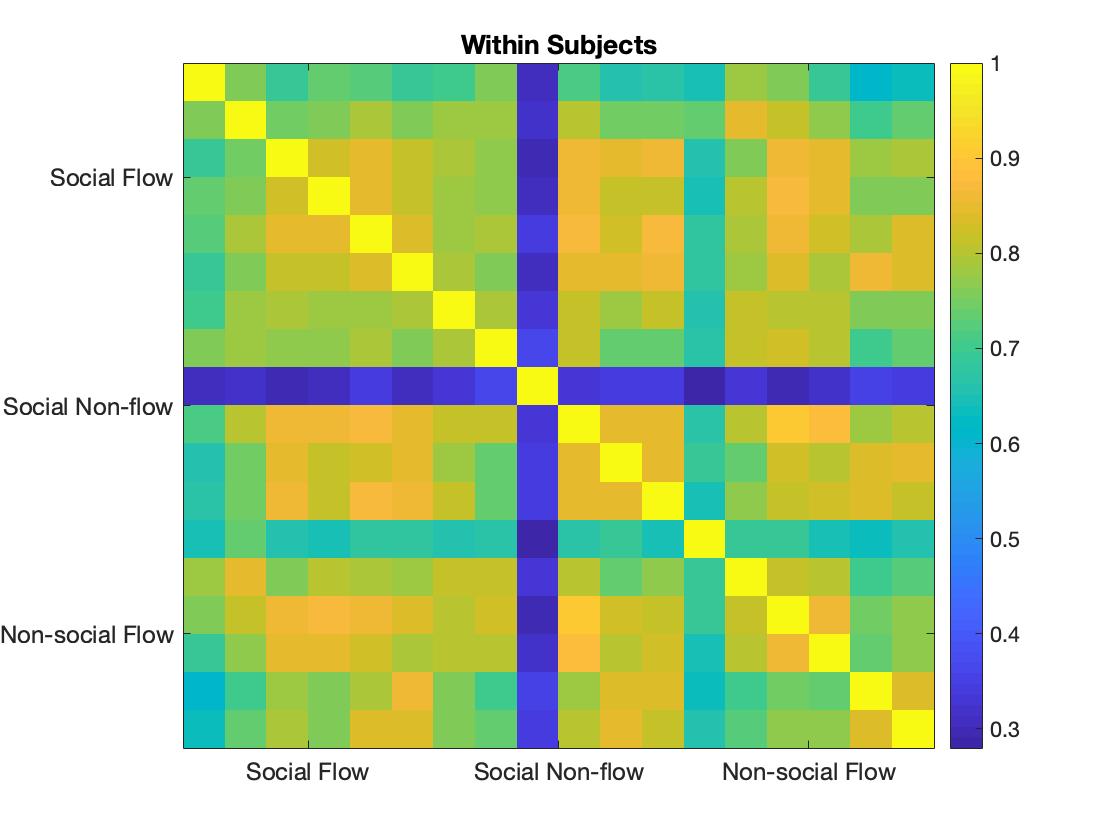 Within Subjects
Social Flow
Social Non-flow
Non-social Flow
Social Flow
Social Non-flow
Non-social Flow
1
0.9
0.8
0.7
0.6
0.5
0.4
0.3